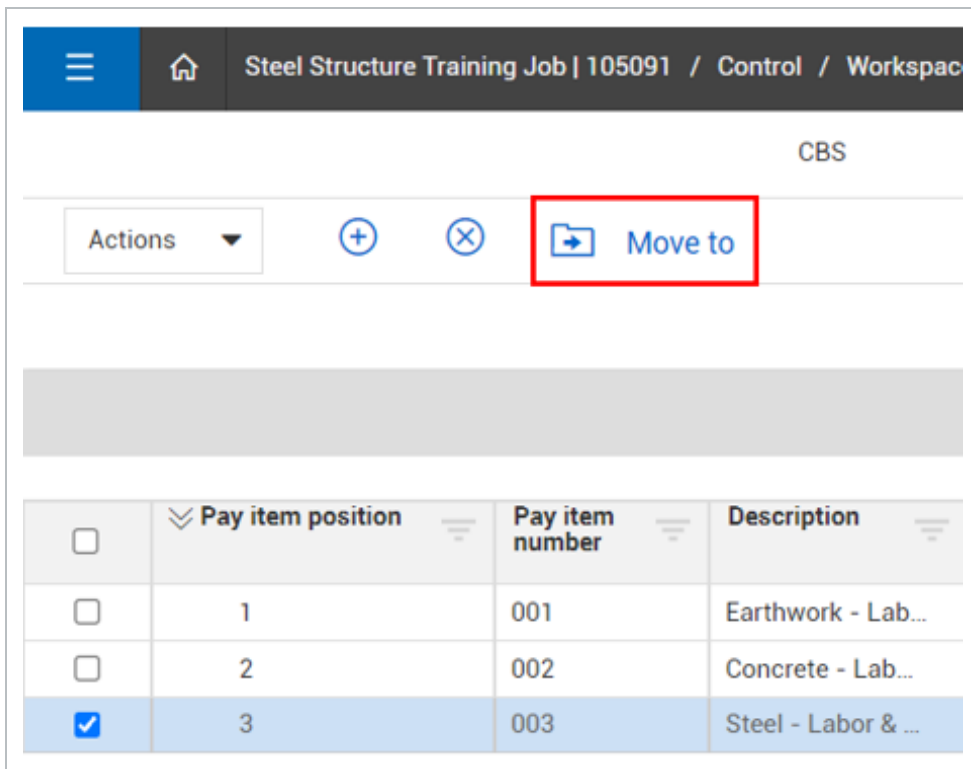 Steel Structure Training Job | 105091 / Control / Workspac
CBS
Actions Move to
Pay item position Pay item number Description
1 001 Earthwork - Lab...
2 002 Concrete - Lab...
3 003 Steel - Labor & ...